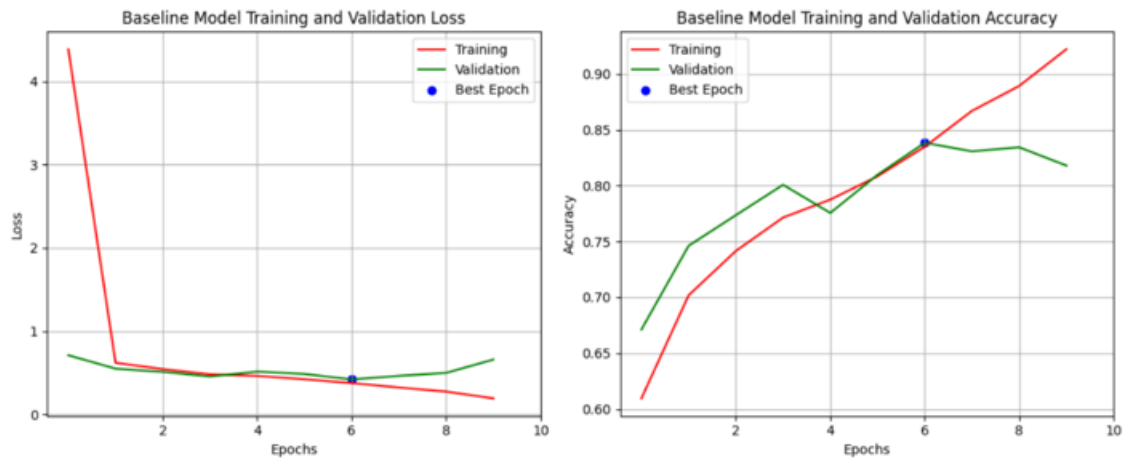 Baseline Model Training and Validation Loss
Training
Validation
Best Epoch
4
3
2
1
0
Loss
2
4
6
8
10
Epochs
Baseline Model Training and Validation Accuracy
Training
Validation
Best Epoch
0.90
0.85
0.80
0.75
0.70
0.65
0.60
Accuracy
2
4
6
8
10
Epochs